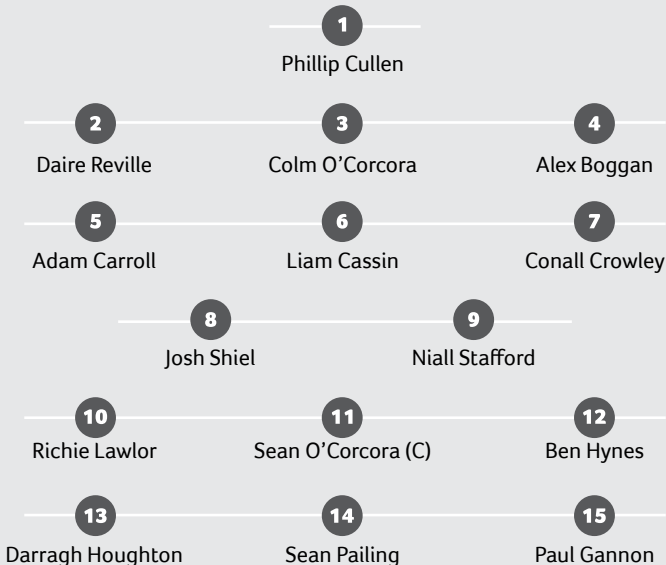 1
Phillip Cullen
2 3 4
Daire Reville Colm O’Corcora Alex Boggan
5 6 7
Adam Carroll Liam Cassin Conall Crowley
8 9
Josh Shiel Niall Stafford
10 11 12
Richie Lawlor Sean O’Corcora (C) Ben Hynes
13 14 15
Darragh Houghton Sean Pailing Paul Gannon